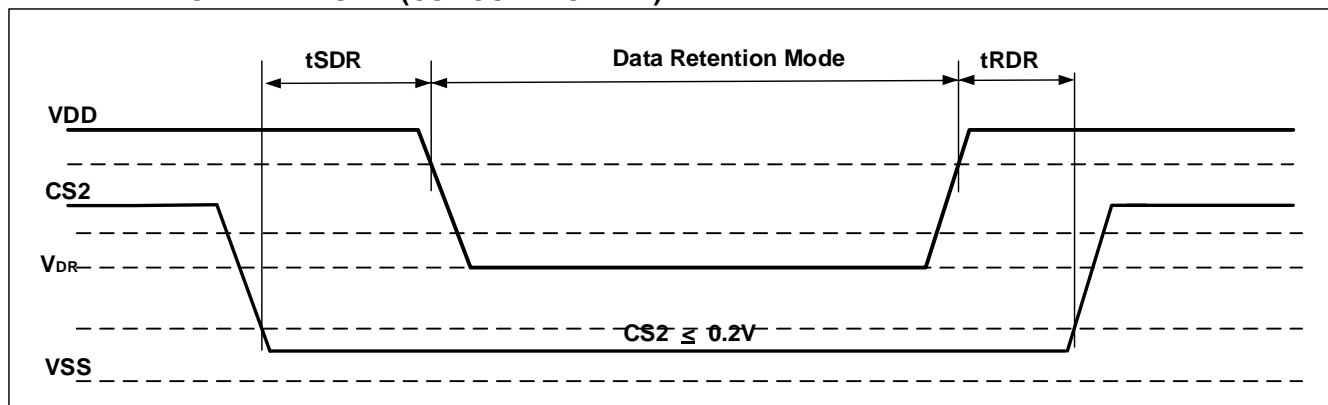 tSDR Data Retention Mode tRDR
VDD
CS2
VDR
CS2 ≤ 0.2V
VSS